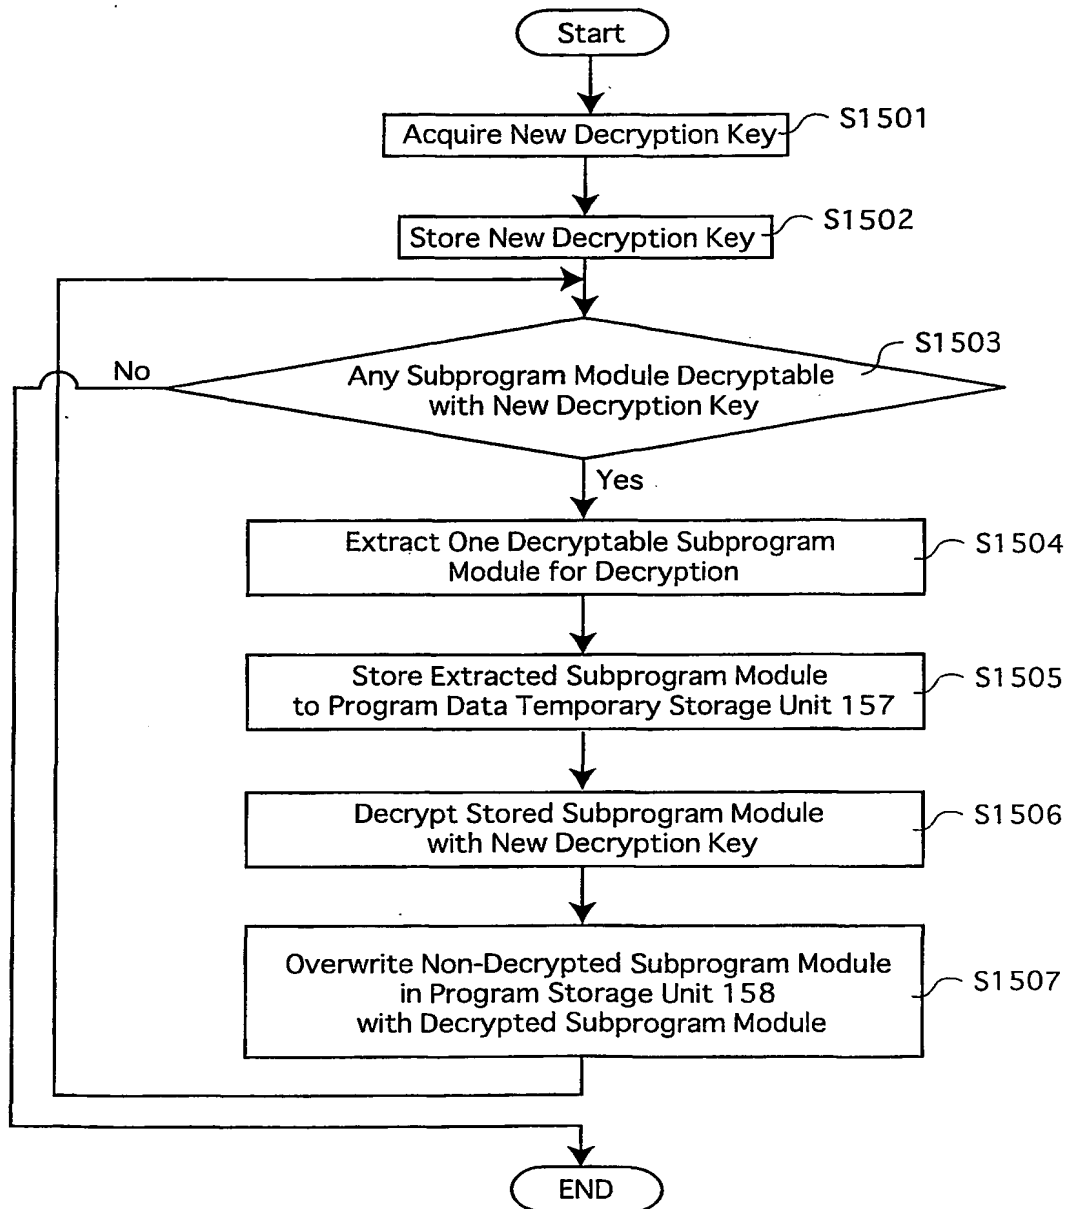 Start
Acquire New Decryption Key
S1501
Store New Decryption Key
S1502
Any Subprogram Module Decryptable
with New Decryption Key
S1503
No
Yes
Extract One Decryptable Subprogram
Module for Decryption
S1504
Store Extracted Subprogram Module
to Program Data Temporary Storage Unit 157
S1505
Decrypt Stored Subprogram Module
with New Decryption Key
S1506
Overwrite Non-Decrypted Subprogram Module
in Program Storage Unit 158
with Decrypted Subprogram Module
S1507
END